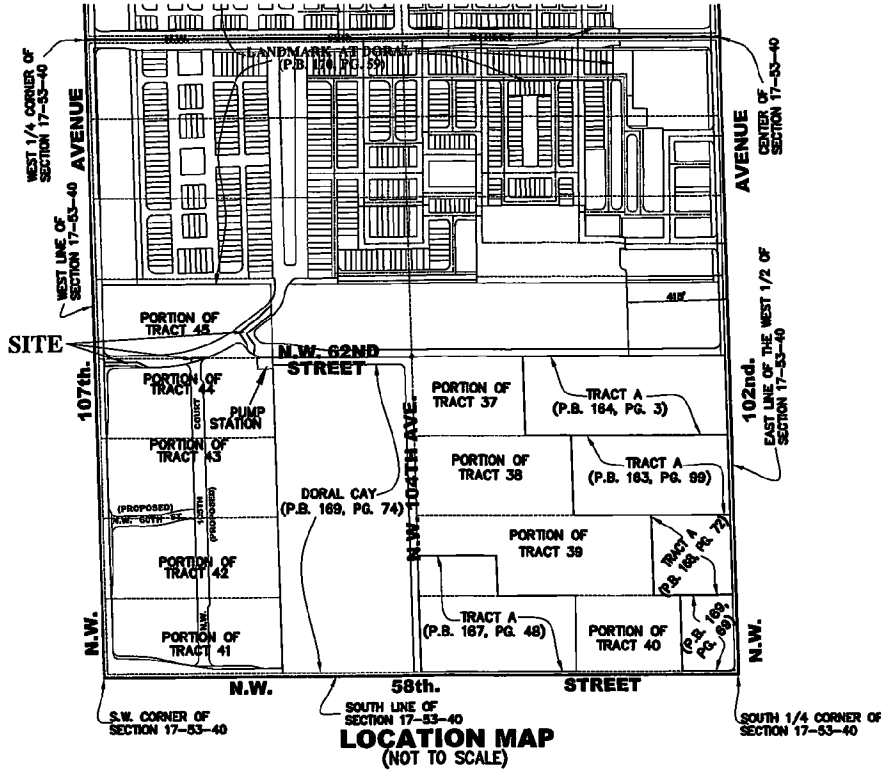 WEST 1/4 CORNER OF
SECTION 17-53-40
AVENUE
N.W.
STREET
LANDMARK AT DORAL
(P.B. 170, PG. 59)
CENTER OF
SECTION 17-53-40
AVENUE
WEST LINE OF
SECTION 17-53-40
415'
PORTION OF
TRACT 45
SITE
N.W. 62ND
STREET
EAST LINE OF THE WEST 1/2 OF
SECTION 17-53-40
107th.
102nd.
PORTION OF
TRACT 44
COURT
PUMP
STATION
PORTION OF
TRACT 37
TRACT A
(P.B. 164, PG. 3)
PORTION OF
TRACT 43
N.W. 104TH AVE.
PORTION OF
TRACT 38
TRACT A
(P.B. 163, PG. 99)
DORAL CAY
(P.B. 169, PG. 74)
(PROPOSED)
N.W. 60TH ST.
105TH
(PROPOSED)
PORTION OF
TRACT 39
TRACT A
(P.B. 168, PG. 72)
PORTION OF
TRACT 42
N.W.
PORTION OF
TRACT 41
TRACT A
(P.B. 167, PG. 48)
PORTION OF
TRACT 40
(P.B. 169,
PG. 69)
N.W.
N.W.
N.W. 58th. STREET
S.W. CORNER OF
SECTION 17-53-40
SOUTH LINE OF
SECTION 17-53-40
SOUTH 1/4 CORNER OF
SECTION 17-53-40
LOCATION MAP
(NOT TO SCALE)